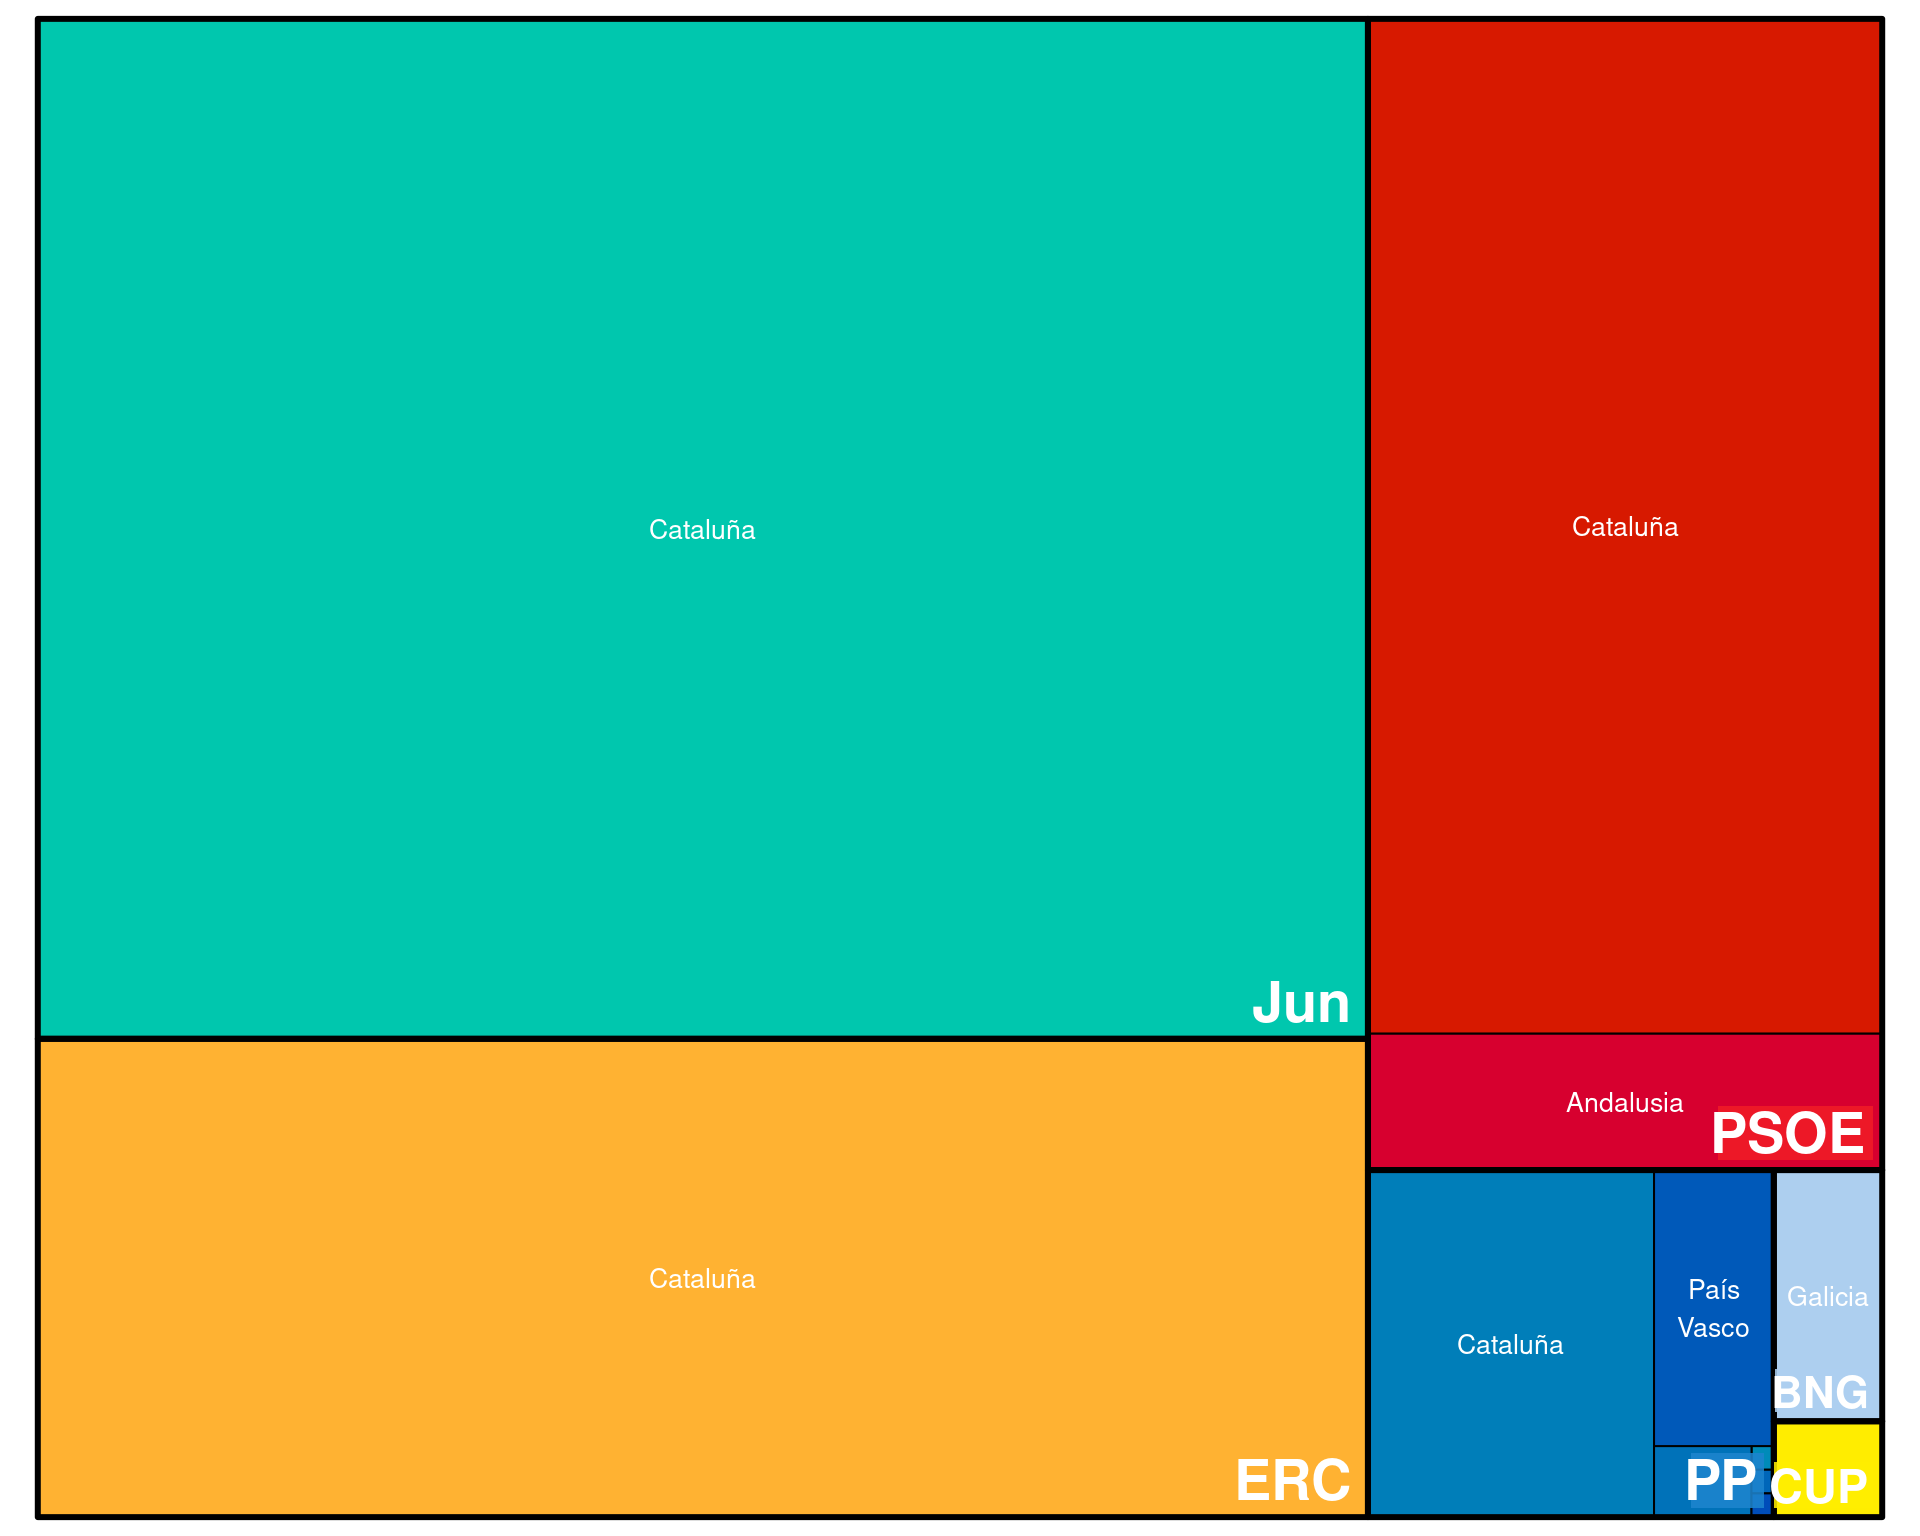 Cataluña
Jun
Cataluña
ERC
Cataluña
Andalusia
PSOE
Cataluña
País
Vasco
PP
Galicia
BNG
CUP